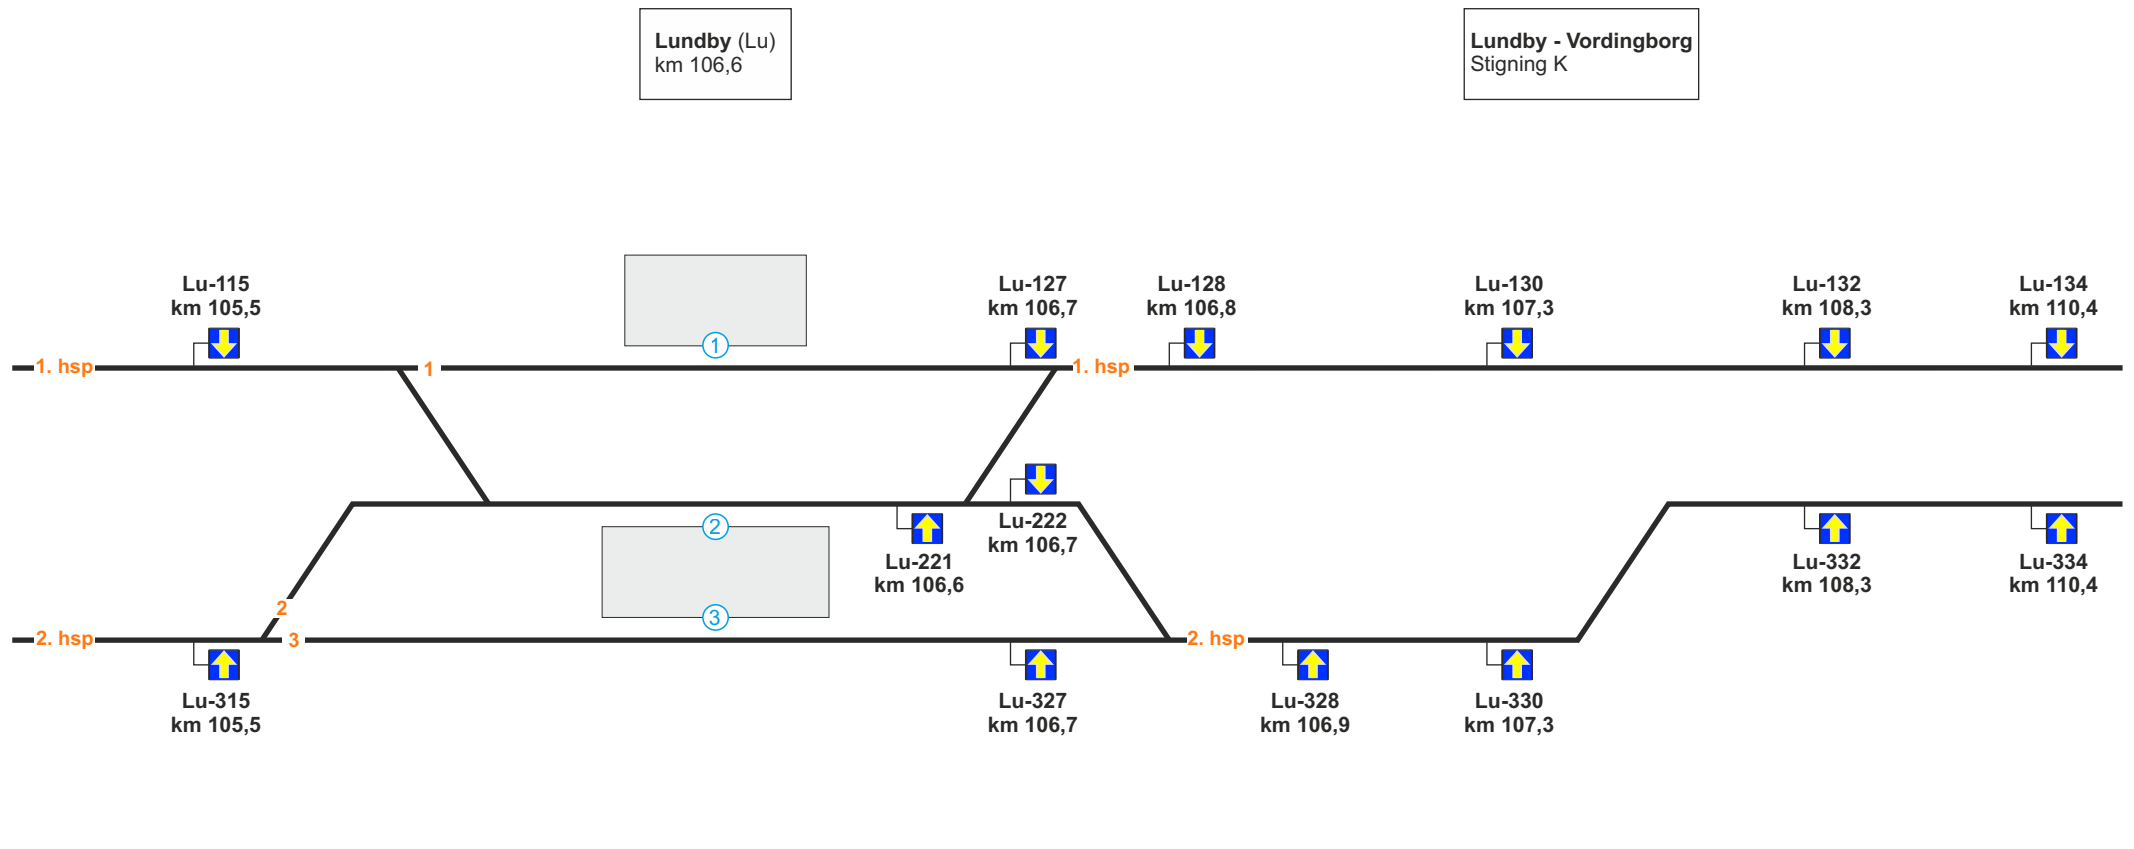 Lundby (Lu)
km 106,6
Lundby - Vordingborg
Stigning K
Lu-115
km 105,5
Lu-127
km 106,7
Lu-128
km 106,8
Lu-130
km 107,3
Lu-132
km 108,3
Lu-134
km 110,4
1
1. hsp
1
1. hsp
2
Lu-222
km 106,7
Lu-221
km 106,6
Lu-332
km 108,3
Lu-334
km 110,4
2
3
2. hsp
3
2. hsp
Lu-315
km 105,5
Lu-327
km 106,7
Lu-328
km 106,9
Lu-330
km 107,3